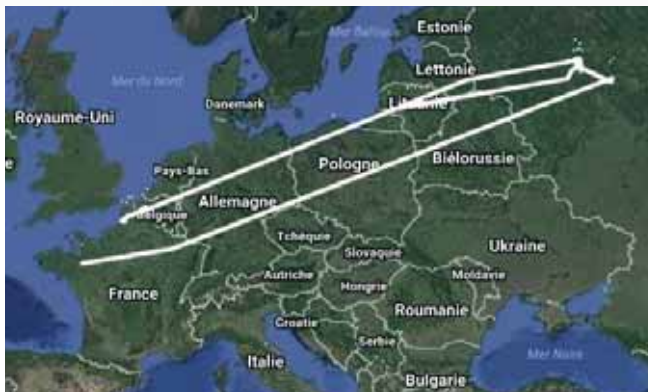 Estonie
Mer Baltique
Lettonie
Mer du Nord
Danemark
Lituanie
Royaume-Uni
Pays-Bas
Pologne
Biélorussie
Allemagne
Belgique
Tchéquie
Ukraine
Slovaquie
Autriche
Moldavie
Hongrie
France
Roumanie
Croatie
Serbie
Italie
Mer Noire
Bulgarie